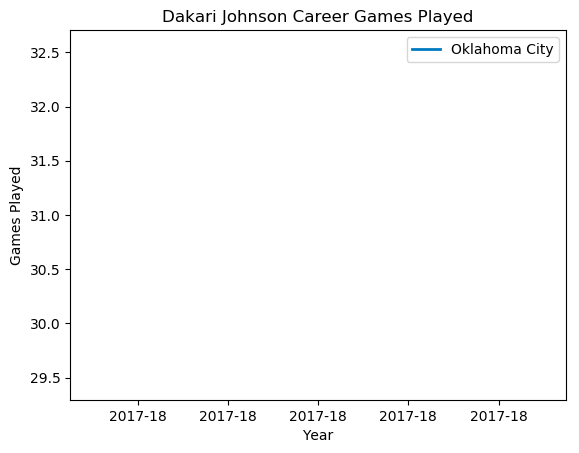 Dakari Johnson Career Games Played
Oklahoma City
32.5
32.0
31.5
31.0
30.5
30.0
29.5
Games Played
2017-18 2017-18 2017-18 2017-18 2017-18
Year